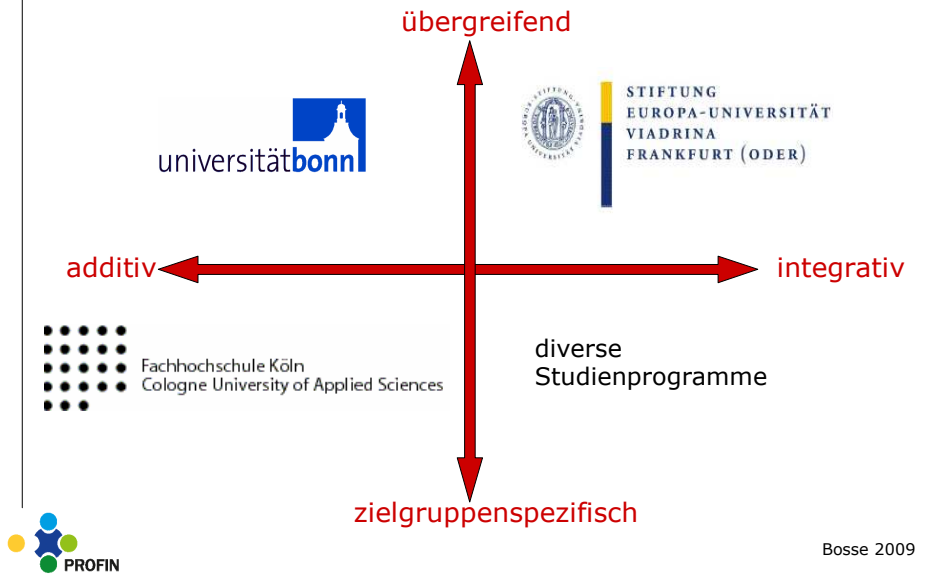 übergreifend
universitätbonn
STIFTUNG
EUROPA-UNIVERSITÄT
VIADRINA
FRANKFURT (ODER)
additiv
integrativ
Fachhochschule Köln
Cologne University of Applied Sciences
diverse
Studienprogramme
zielgruppenspezifisch
PROFIN
Bosse 2009